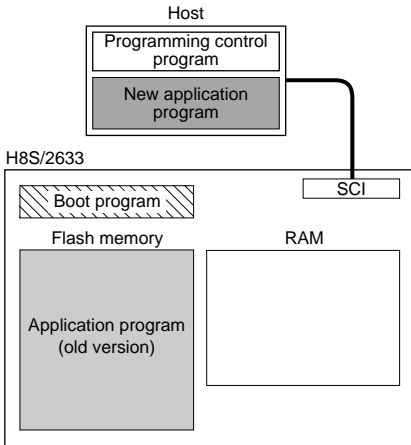 Host
Programming control
program
New application
program
H8S/2633
SCI
Boot program
Flash memory
RAM
Application program
(old version)